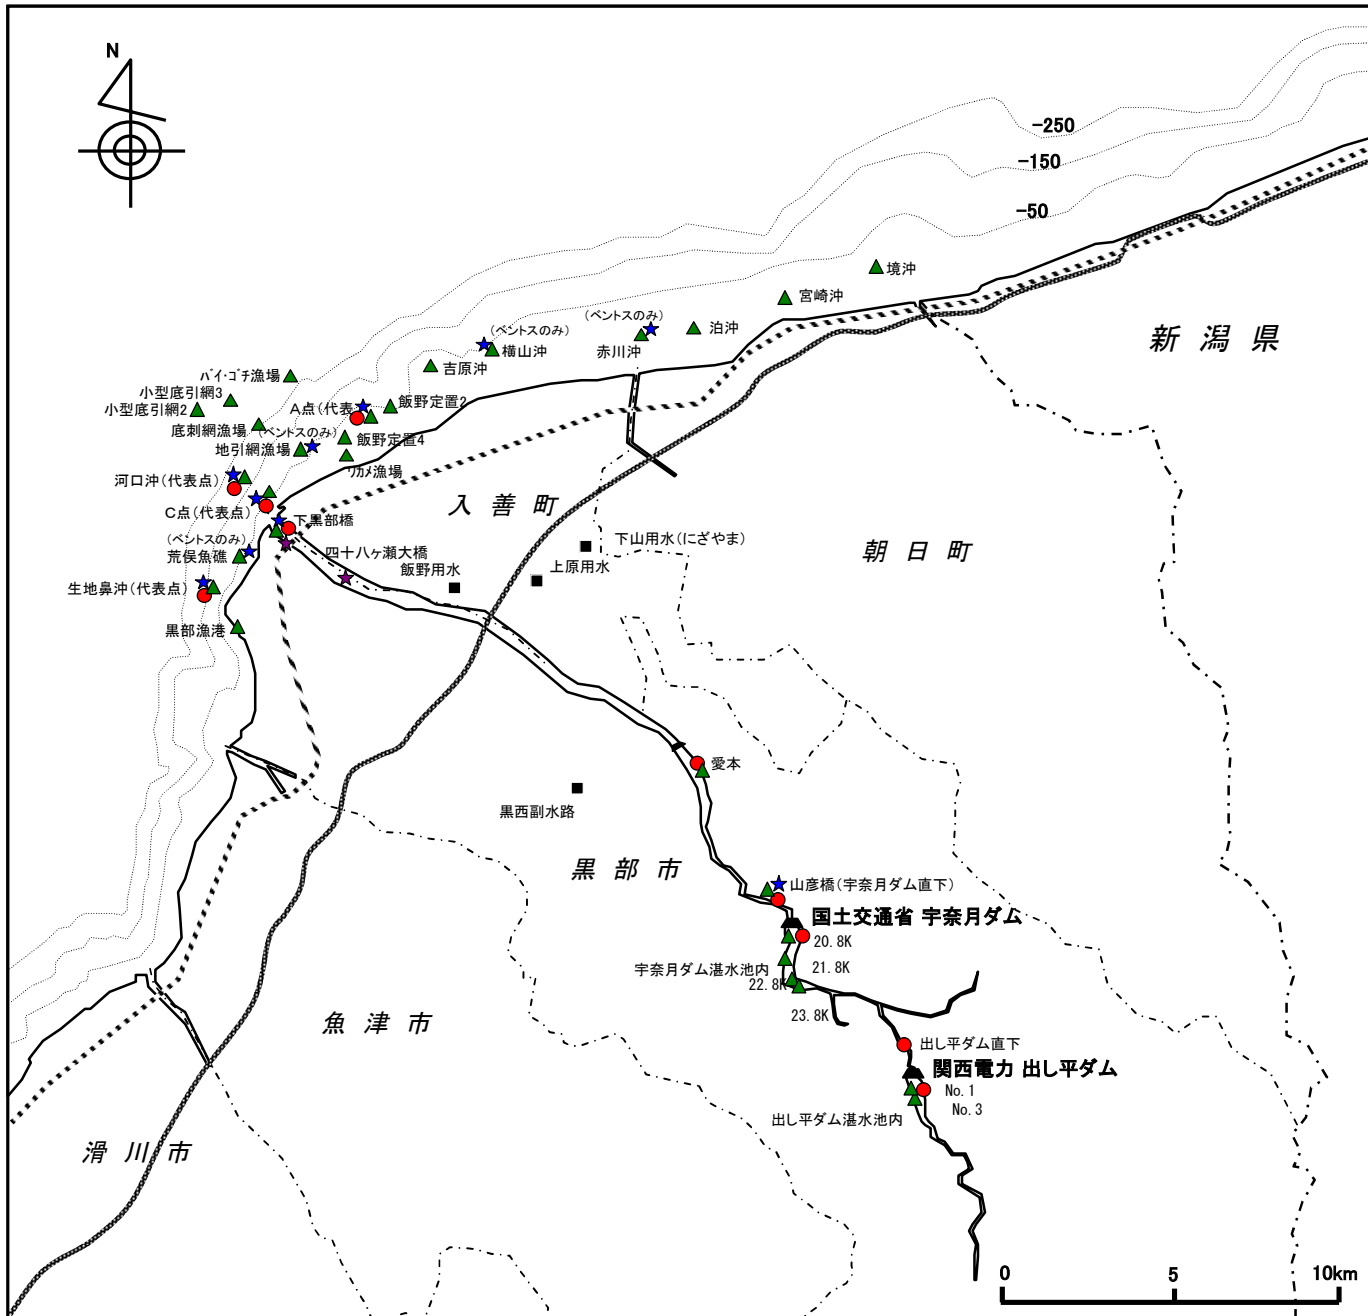 N
-250
-150
-50
境沖
宮崎沖
泊沖
(ベントスのみ)
赤川沖
(ベントスのみ)
横山沖
吉原沖
新潟県
バイ・ゴチ漁場
小型底引網3
小型底引網2
A点(代表
飯野定置2
底刺網漁場
(ベントスのみ)
飯野定置4
地引網漁場
ワカメ漁場
河口沖(代表点)
C点(代表点)
下黒部橋
入善町
(ベントスのみ)
荒俣魚礁
四十八ヶ瀬大橋
飯野用水
上原用水
下山用水(にざやま)
朝日町
生地鼻沖(代表点)
黒部漁港
愛本
黒西副水路
黒部市
山彦橋(宇奈月ダム直下)
国土交通省 宇奈月ダム
20.8K
宇奈月ダム湛水池内
21.8K
22.8K
23.8K
魚津市
出し平ダム直下
関西電力 出し平ダム
No.1
No.3
出し平ダム湛水池内
滑川市
0
5
10km